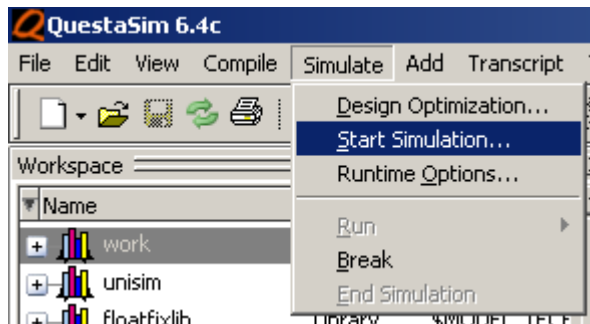 QuestaSim 6.4c
File Edit View Compile Simulate Add Transcript
Design Optimization...
Start Simulation...
Runtime Options...
Workspace
Name
Run
work
Break
unisim
End Simulation
floatfixlib Library